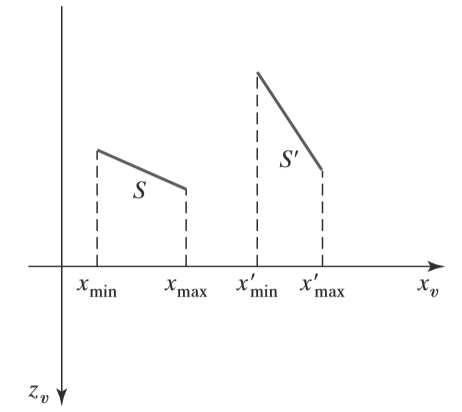 S
S′
x_min x_max x′_min x′_max x_v
z_v